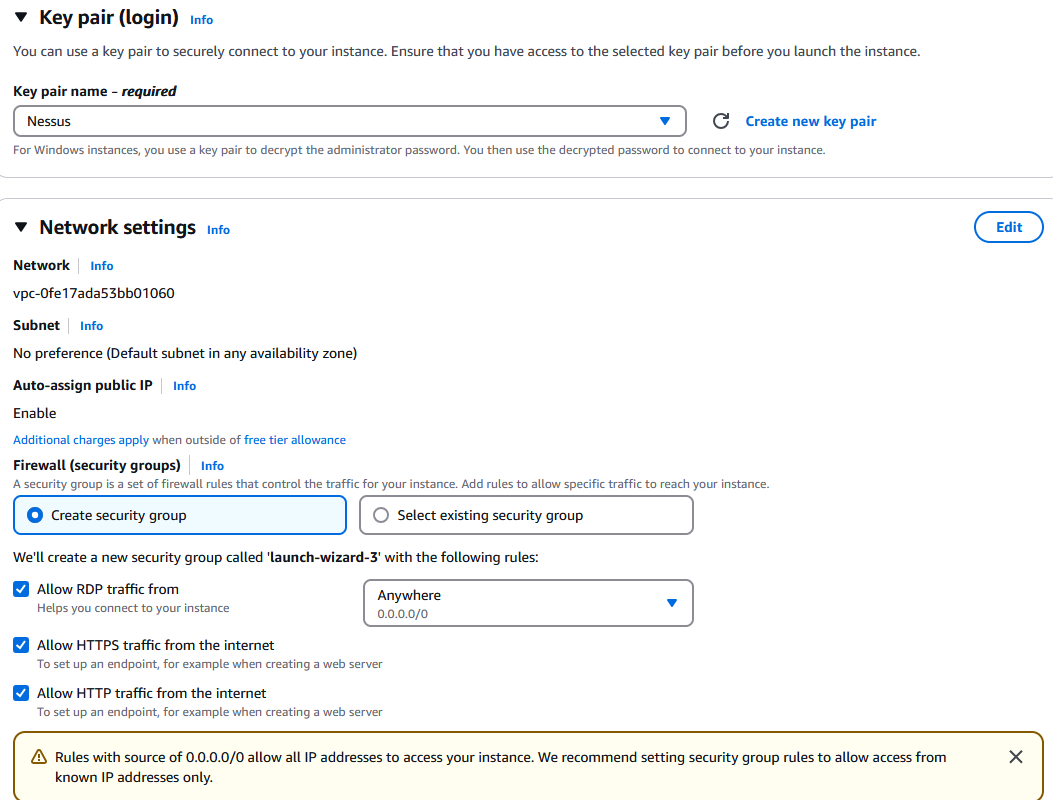 Key pair (login) Info
You can use a key pair to securely connect to your instance. Ensure that you have access to the selected key pair before you launch the instance.
Key pair name - required
Nessus
Create new key pair
For Windows instances, you use a key pair to decrypt the administrator password. You then use the decrypted password to connect to your instance.
Network settings Info
Edit
Network Info
vpc-0fe17ada53bb01060
Subnet Info
No preference (Default subnet in any availability zone)
Auto-assign public IP Info
Enable
Additional charges apply when outside of free tier allowance
Firewall (security groups) Info
A security group is a set of firewall rules that control the traffic for your instance. Add rules to allow specific traffic to reach your instance.
Create security group
Select existing security group
We'll create a new security group called 'launch-wizard-3' with the following rules:
Allow RDP traffic from
Helps you connect to your instance
Anywhere
0.0.0.0/0
Allow HTTPS traffic from the internet
To set up an endpoint, for example when creating a web server
Allow HTTP traffic from the internet
To set up an endpoint, for example when creating a web server
Rules with source of 0.0.0.0/0 allow all IP addresses to access your instance. We recommend setting security group rules to allow access from
known IP addresses only.